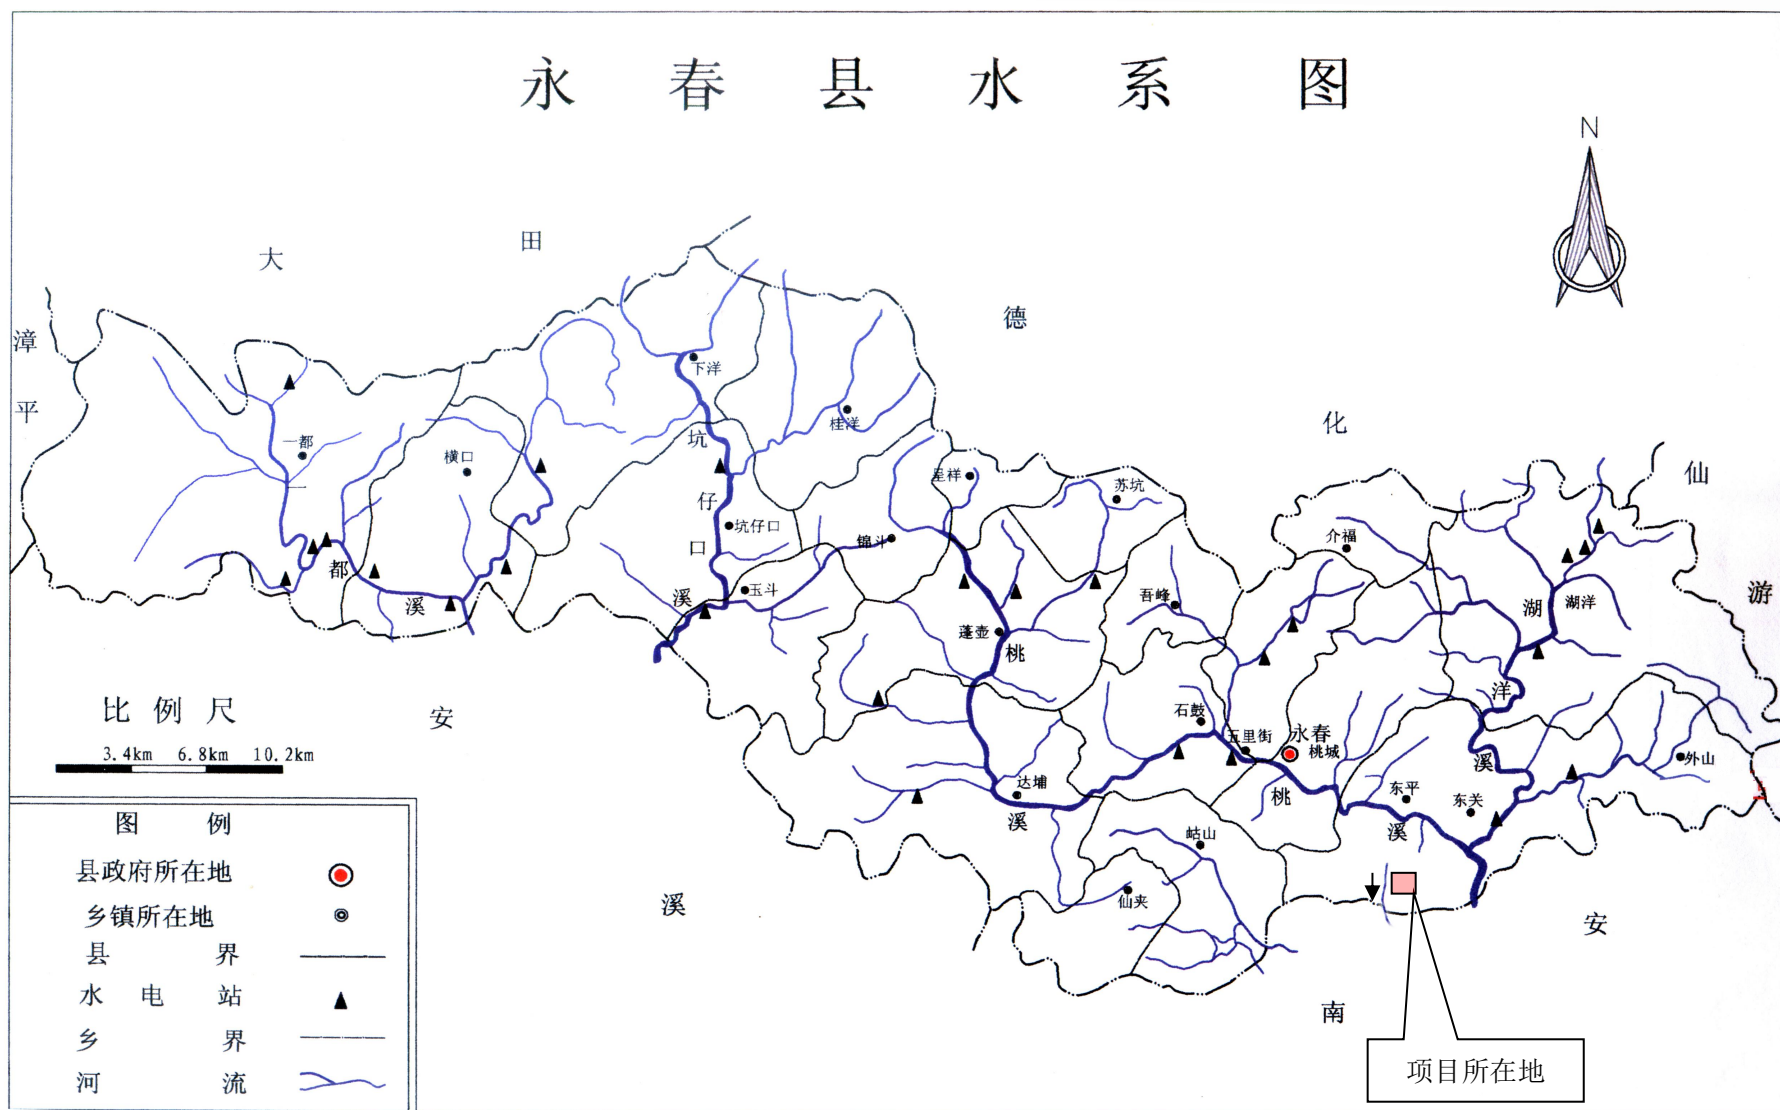 永春县水系图
N
大田
漳平
德化
仙游
下洋
桂洋
一都
横口
坑仔口溪
呈祥
苏坑
坑仔口
锦斗
介福
一都溪
玉斗
吾峰
湖洋
湖洋溪
蓬壶
桃溪
石鼓
五里街
永春
桃城
外山
达埔
东平
东关
桃溪
岵山
仙夹
安溪
南安
比例尺
3.4km 6.8km 10.2km
图例
县政府所在地
乡镇所在地
县界
水电站
乡界
河流
项目所在地